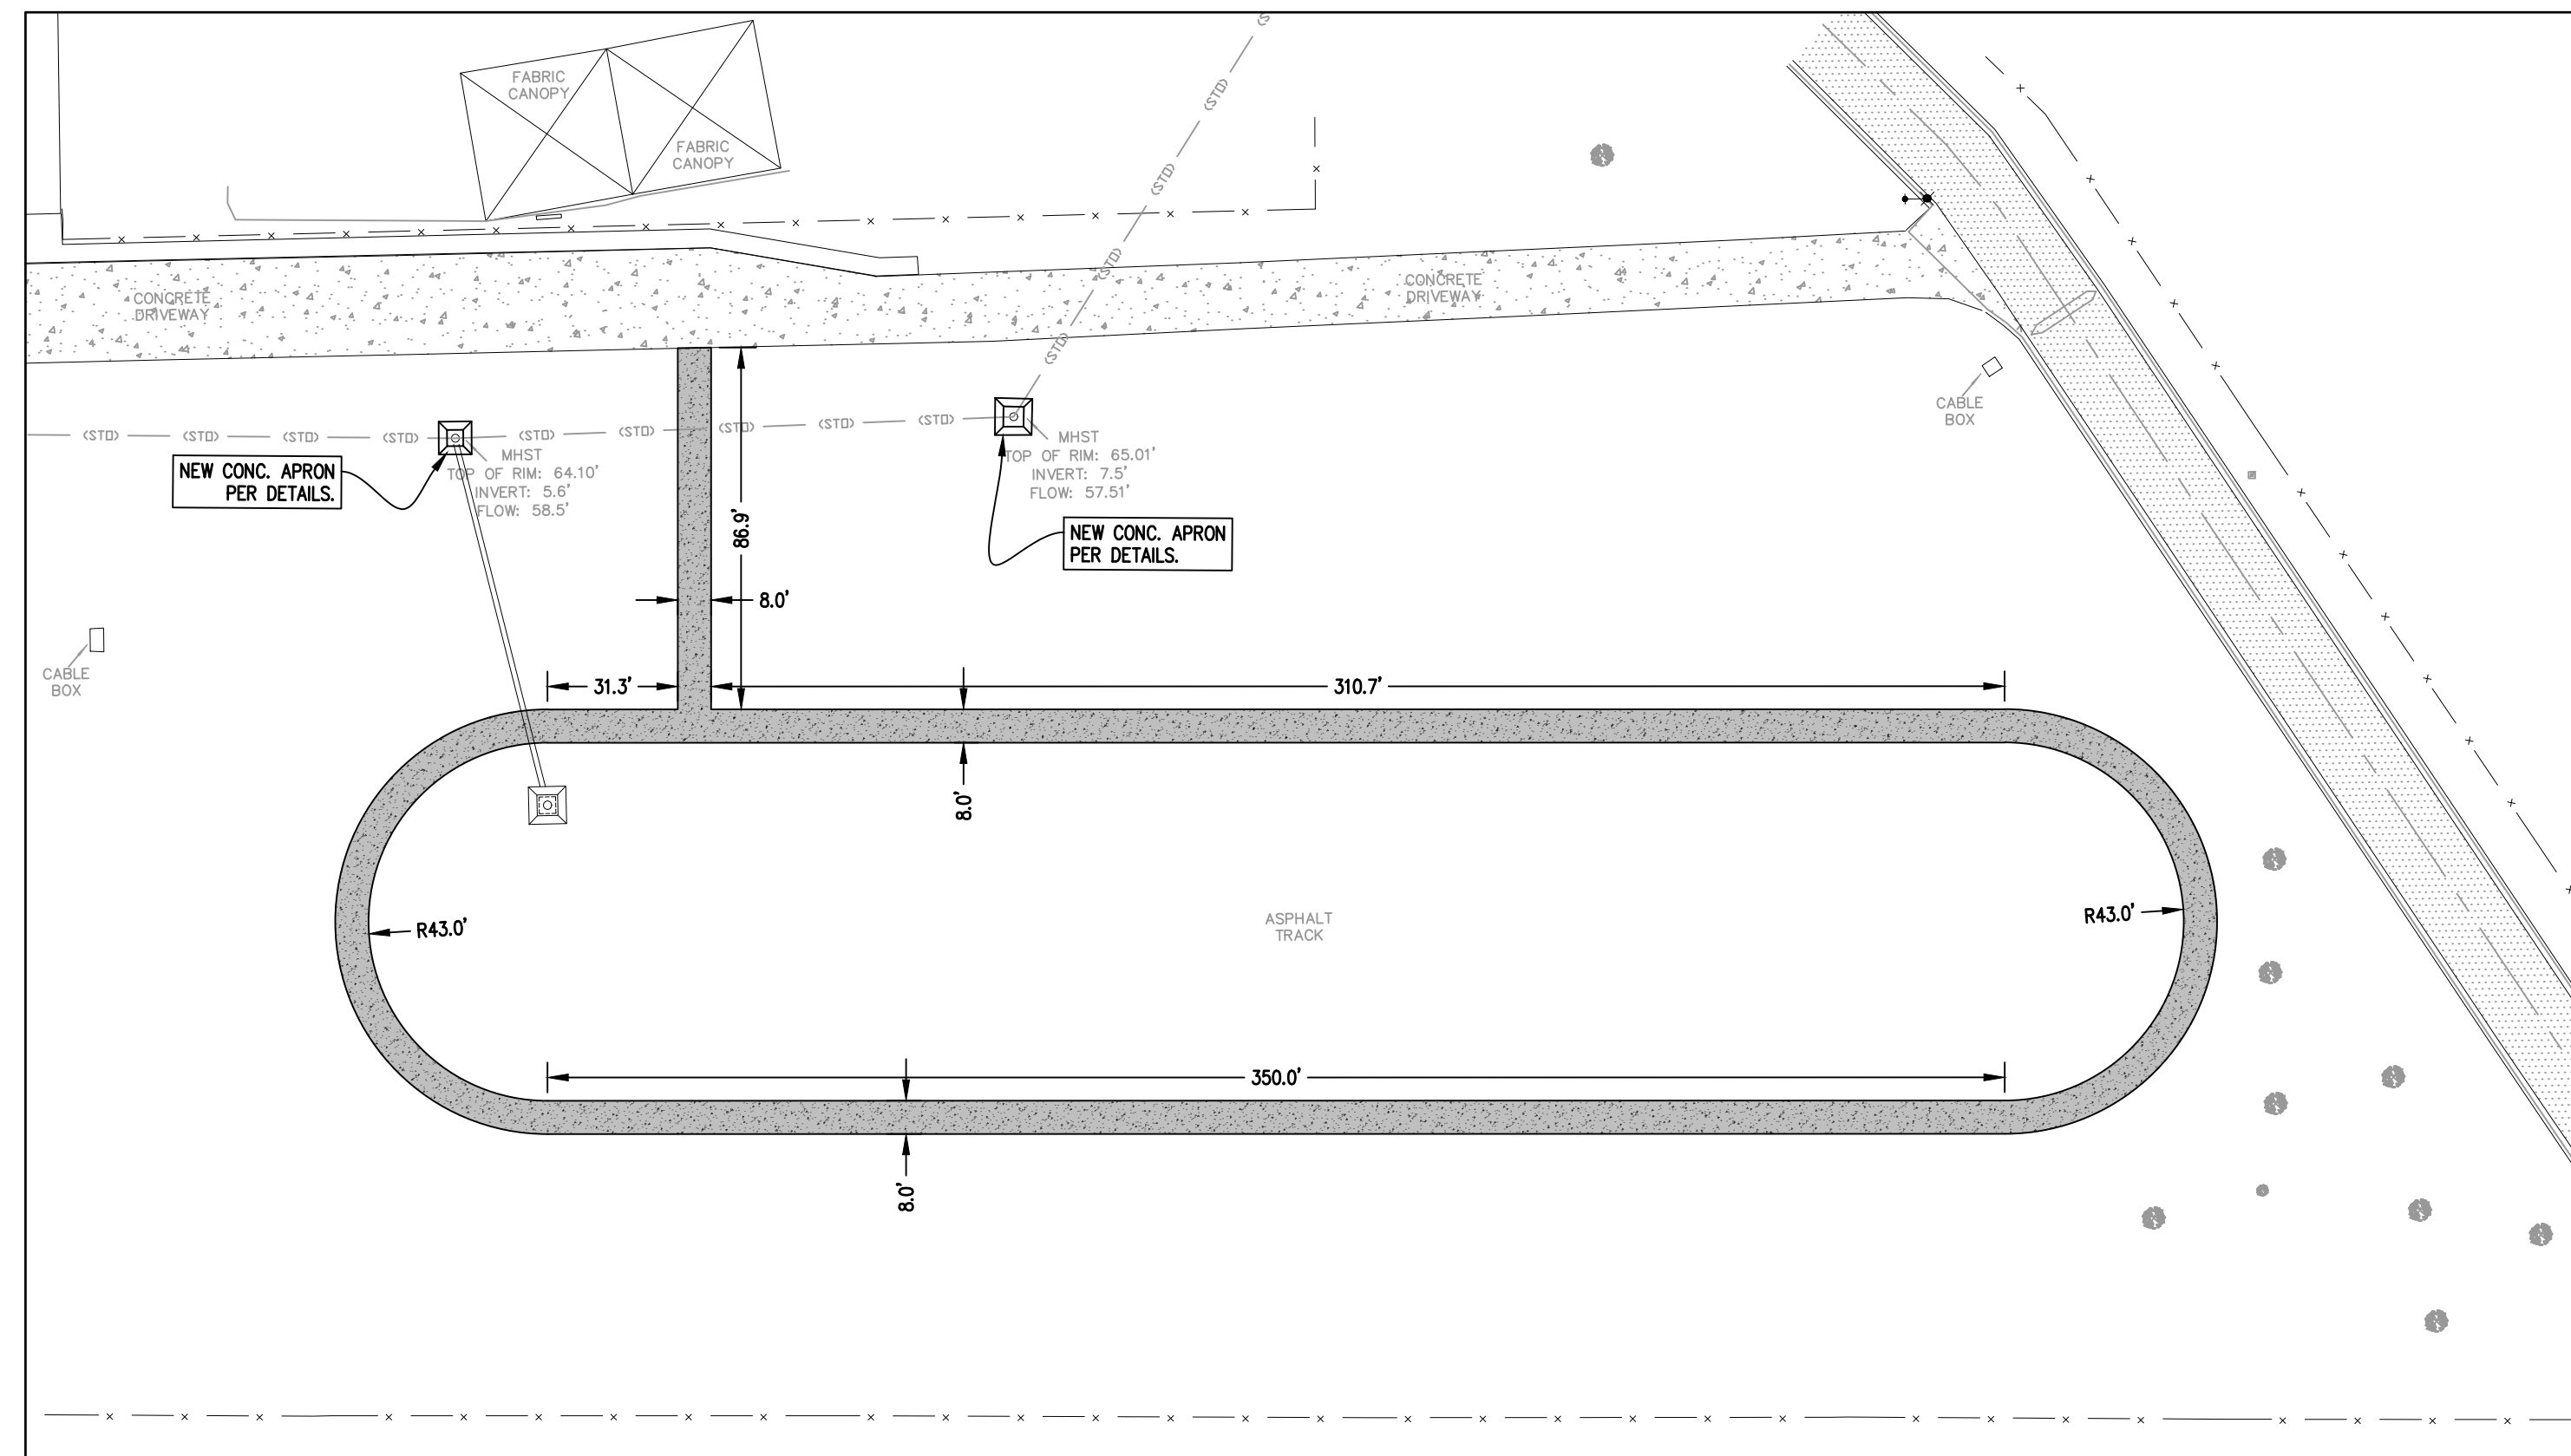 FABRIC
CANOPY
FABRIC
CANOPY
(STD)
(STD)
(STD)
(STD)
CONCRETE
DRIVEWAY
CONCRETE
DRIVEWAY
CABLE
BOX
(STD)
(STD)
(STD)
(STD)
(STD)
(STD)
(STD)
(STD)
(STD)
NEW CONC. APRON
PER DETAILS.
MHST
TOP OF RIM: 64.10'
INVERT: 5.6'
FLOW: 58.5'
MHST
TOP OF RIM: 65.01'
INVERT: 7.5'
FLOW: 57.51'
NEW CONC. APRON
PER DETAILS.
86.9'
8.0'
CABLE
BOX
31.3'
310.7'
8.0'
R43.0'
ASPHALT
TRACK
R43.0'
350.0'
8.0'